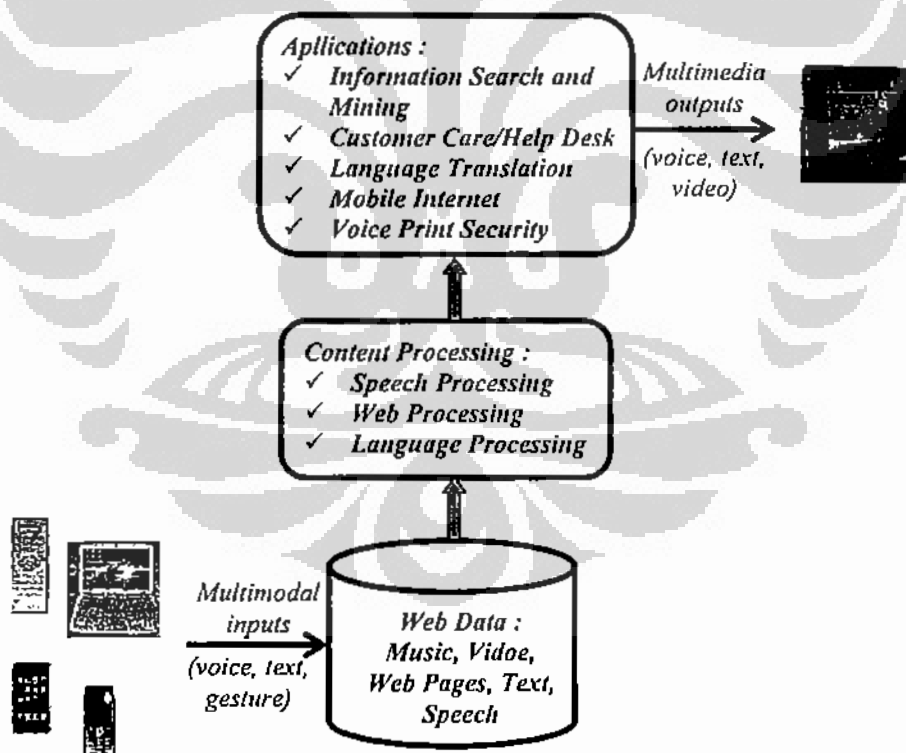 Apllications :
✓ Information Search and
Mining
✓ Customer Care/Help Desk
✓ Language Translation
✓ Mobile Internet
✓ Voice Print Security
Multimedia
outputs
(voice, text,
video)
Content Processing :
✓ Speech Processing
✓ Web Processing
✓ Language Processing
Multimodal
inputs
(voice, text,
gesture)
Web Data :
Music, Vidoe,
Web Pages, Text,
Speech